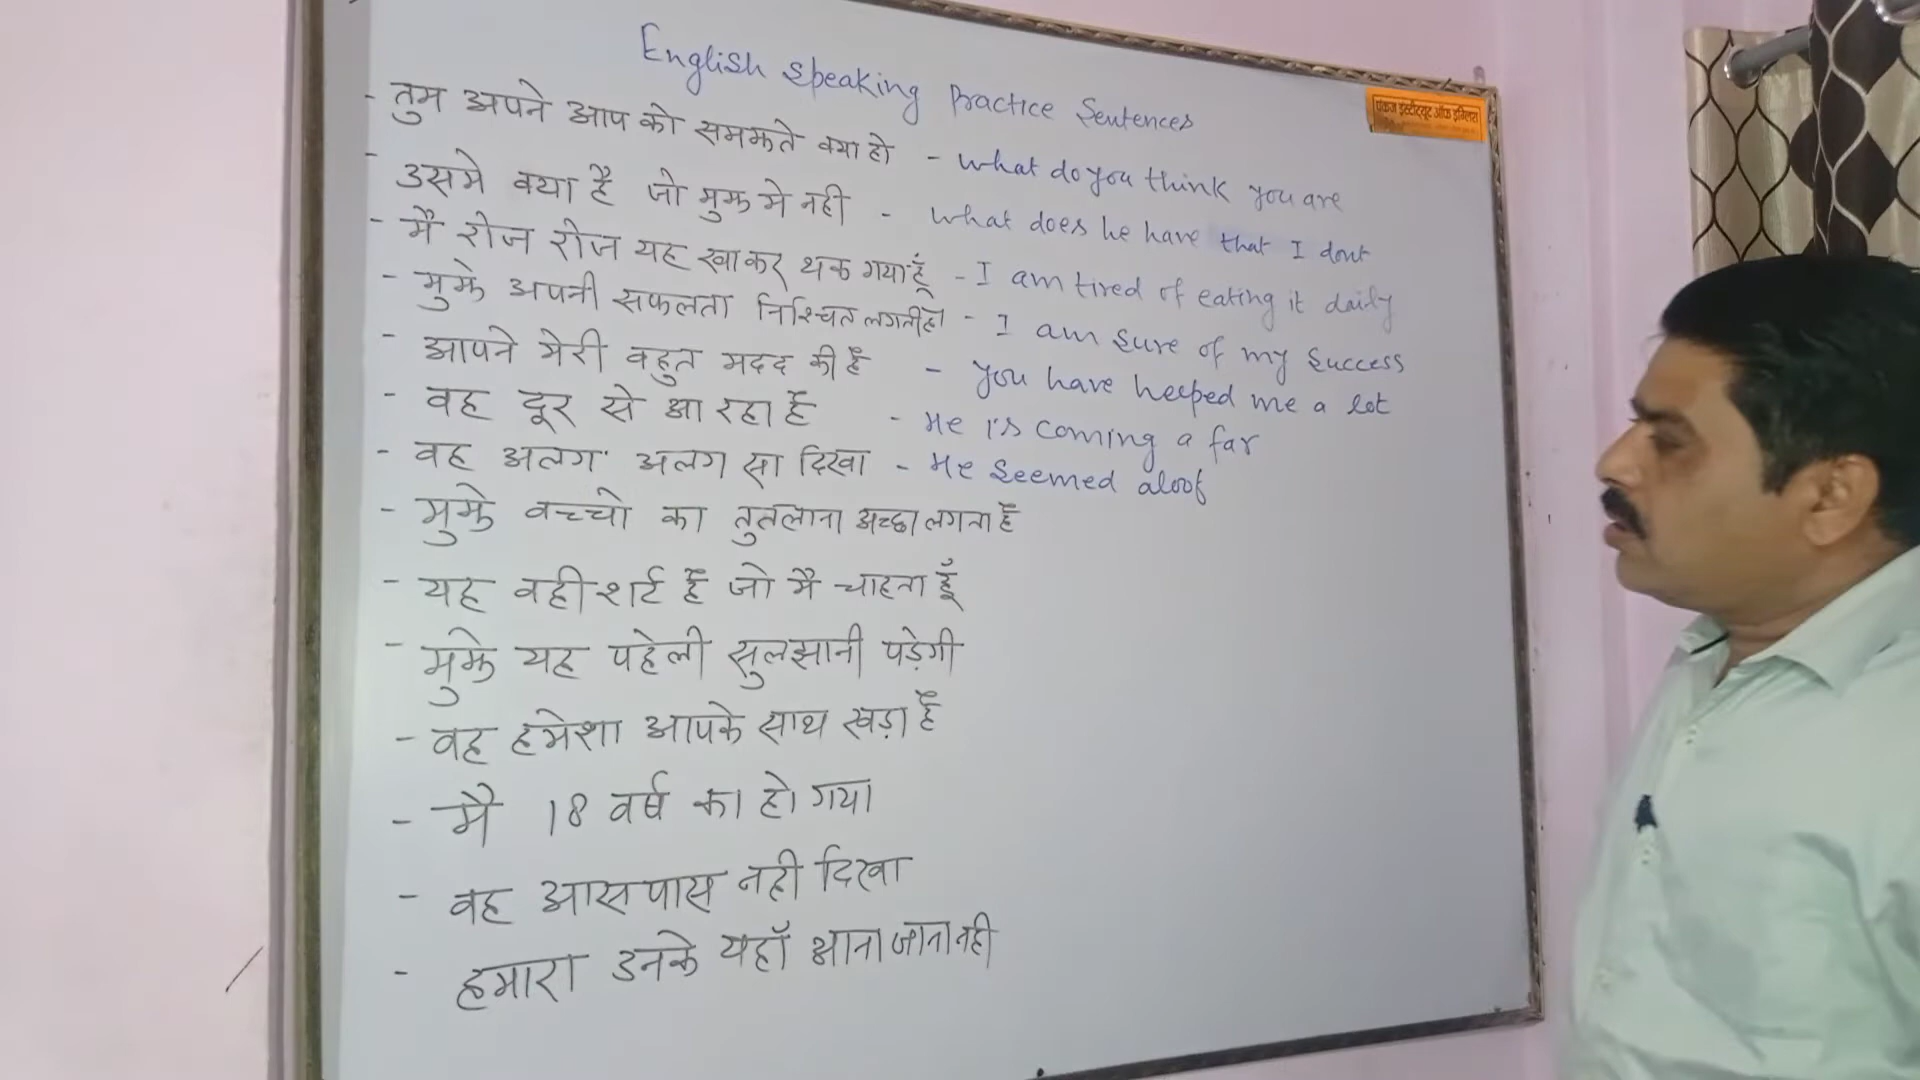 English Speaking Practice Sentences
पंकज इंस्टीट्यूट ऑफ इंग्लिश
- तुम अपने आप को समझते क्या हो - what do you think you are
- उसमे क्या है जो मुझ मे नही - what does he have that I dont
- मै रोज रोज यह खाकर थक गया हूँ - I am tired of eating it daily
- मुझे अपनी सफलता निश्चित लगती है - I am sure of my success
- आपने मेरी बहुत मदद की है - you have helped me a lot
- वह दूर से आ रहा है - He is coming a far
- वह अलग अलग सा दिखा - He seemed aloof
- मुझे बच्चो का तुतलाना अच्छा लगता है
- यह वही शर्ट है जो मै चाहता हूँ
- मुझे यह पहेली सुलझानी पड़ेगी
- वह हमेशा आपके साथ खड़ा है
- मै 18 वर्ष का हो गया
- वह आसपास नही दिखा
- हमारा उनके यहाँ आना जाना नही